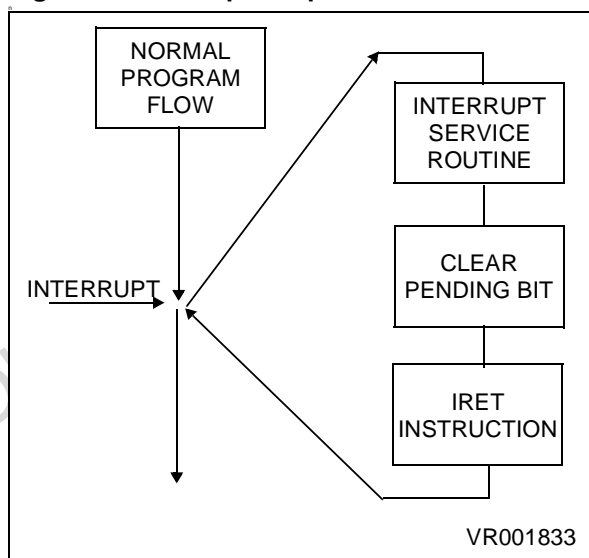 NORMAL
PROGRAM
FLOW
INTERRUPT
SERVICE
ROUTINE
INTERRUPT
CLEAR
PENDING BIT
IRET
INSTRUCTION
VR001833